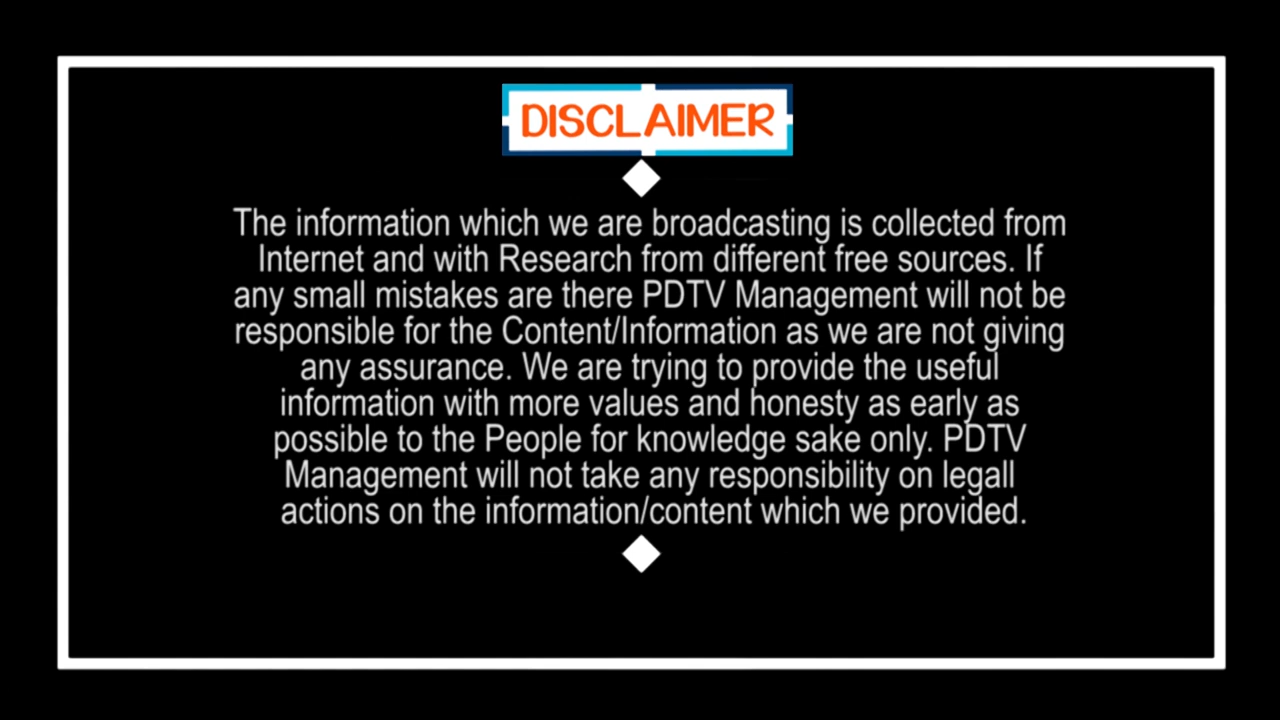 DISCLAIMER
The information which we are broadcasting is collected from
Internet and with Research from different free sources. If
any small mistakes are there PDTV Management will not be
responsible for the Content/Information as we are not giving
any assurance. We are trying to provide the useful
information with more values and honesty as early as
possible to the People for knowledge sake only. PDTV
Management will not take any responsibility on legall
actions on the information/content which we provided.